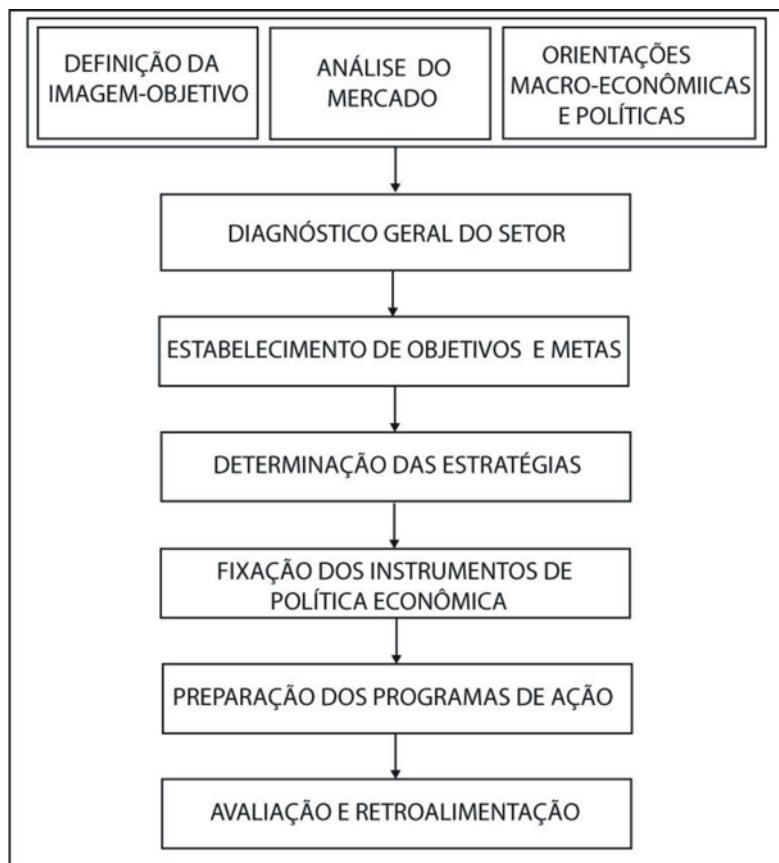 DEFINIÇÃO DA
IMAGEM-OBJETIVO
ANÁLISE DO
MERCADO
ORIENTAÇÕES
MACRO-ECONÔMIICAS
E POLÍTICAS
DIAGNÓSTICO GERAL DO SETOR
ESTABELECIMENTO DE OBJETIVOS E METAS
DETERMINAÇÃO DAS ESTRATÉGIAS
FIXAÇÃO DOS INSTRUMENTOS DE
POLÍTICA ECONÔMICA
PREPARAÇÃO DOS PROGRAMAS DE AÇÃO
AVALIAÇÃO E RETROALIMENTAÇÃO